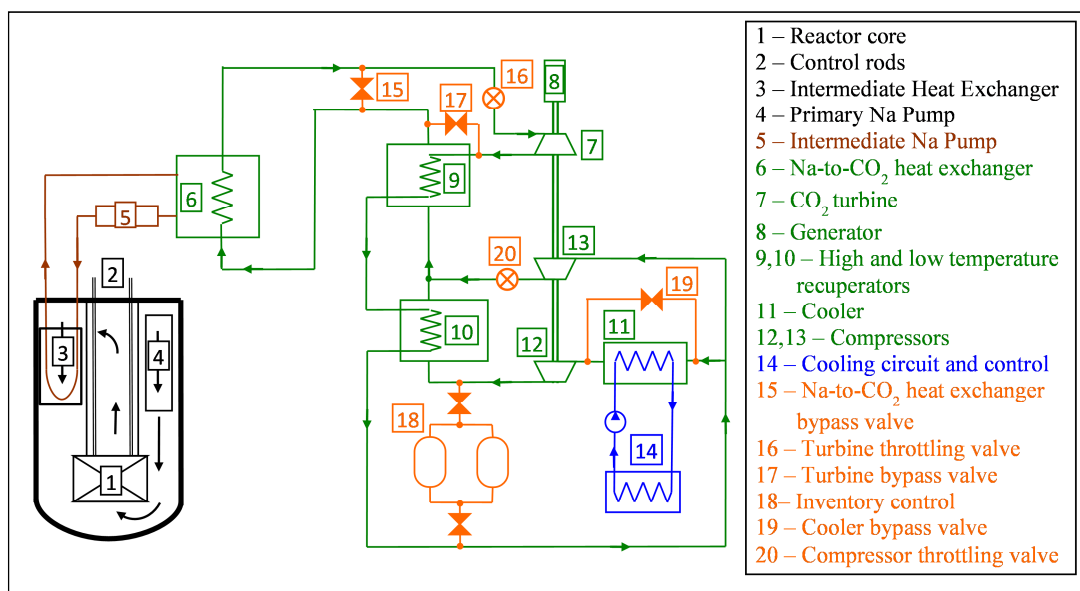 16
8
15
17
7
9
6
5
13
20
2
19
10
11
12
3
4
18
14
1
1 – Reactor core
2 – Control rods
3 – Intermediate Heat Exchanger
4 – Primary Na Pump
5 – Intermediate Na Pump
6 – Na-to-CO₂ heat exchanger
7 – CO₂ turbine
8 – Generator
9,10 – High and low temperature
recuperators
11 – Cooler
12,13 – Compressors
14 – Cooling circuit and control
15 – Na-to-CO₂ heat exchanger
bypass valve
16 – Turbine throttling valve
17 – Turbine bypass valve
18 – Inventory control
19 – Cooler bypass valve
20 – Compressor throttling valve